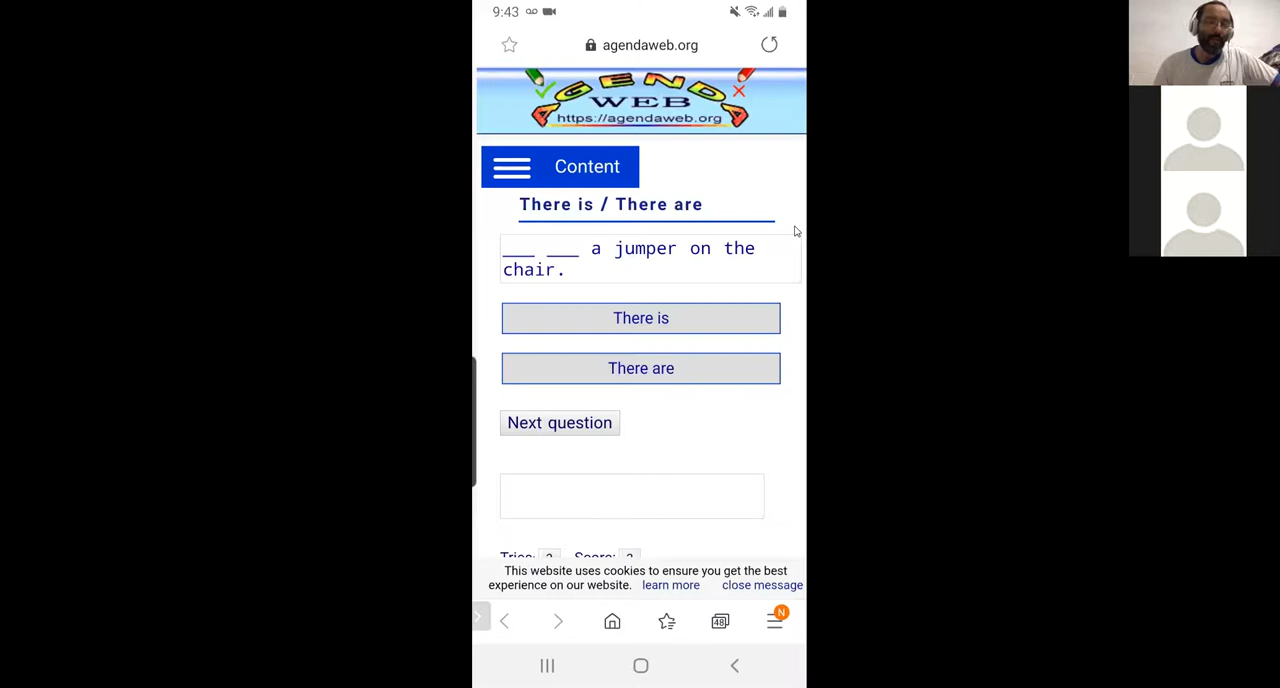 9:43
agendaweb.org
AGENDA
WEB
https://agendaweb.org
Content
There is / There are
___ ___ a jumper on the
chair.
There is
There are
Next question
Tries: Score:
This website uses cookies to ensure you get the best
experience on our website. learn more close message
48
N